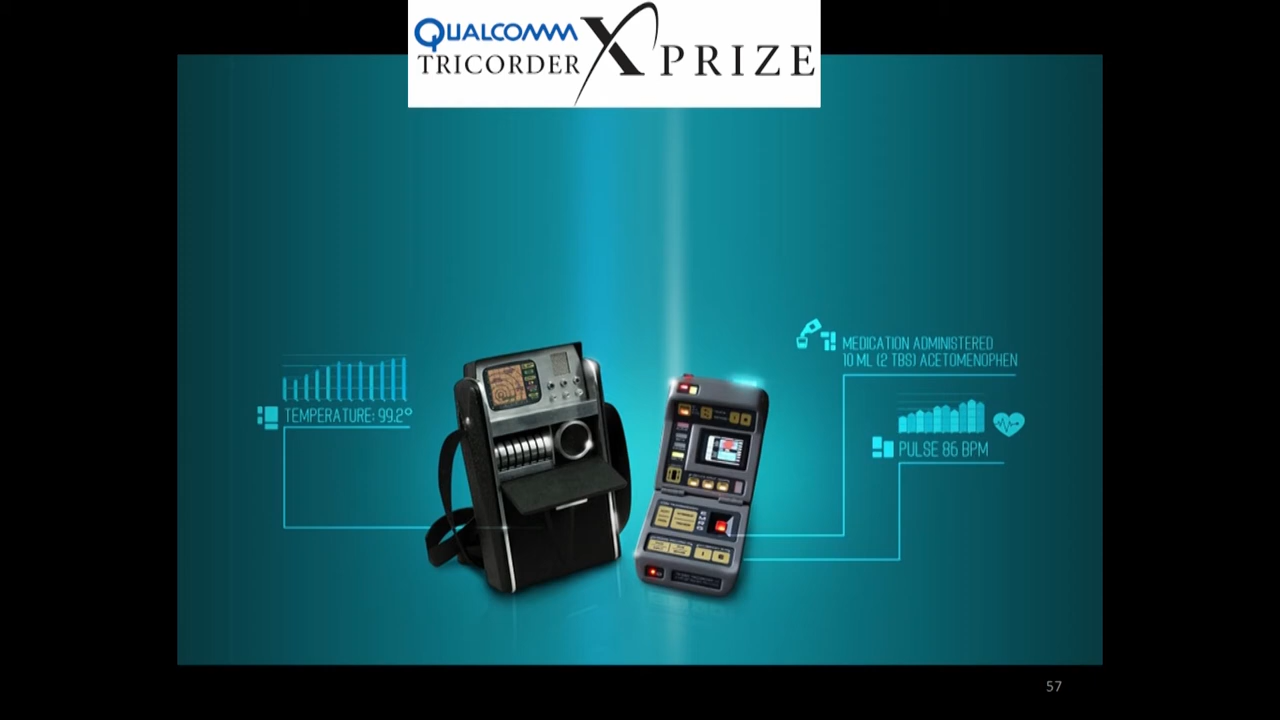 QUALCOMM
TRICORDER X PRIZE
MEDICATION ADMINISTERED
10 ML (2 TBS) ACETOMENOPHEN
TEMPERATURE: 99.2°
PULSE 86 BPM
57